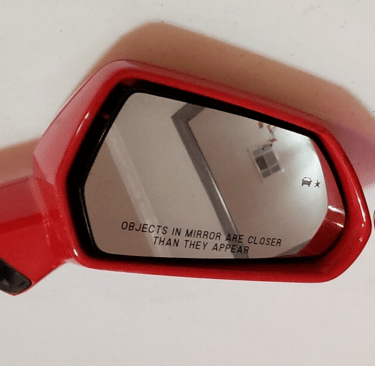 OBJECTS IN MIRROR ARE CLOSER
THAN THEY APPEAR